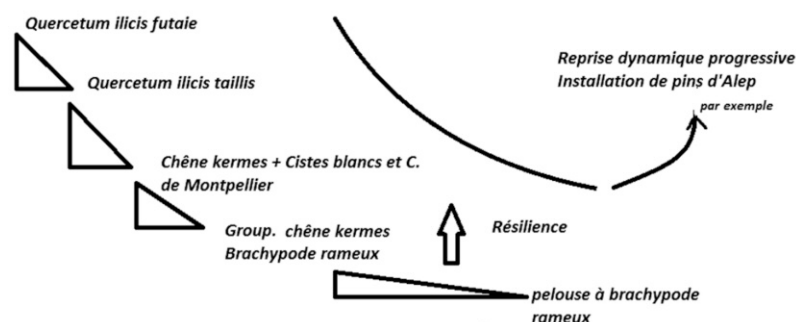 Quercetum ilicis futaie
Quercetum ilicis taillis
Chêne kermes + Cistes blancs et C.
de Montpellier
Group. chêne kermes
Brachypode rameux
pelouse à brachypode
rameux
Résilience
Reprise dynamique progressive
Installation de pins d'Alep
par exemple